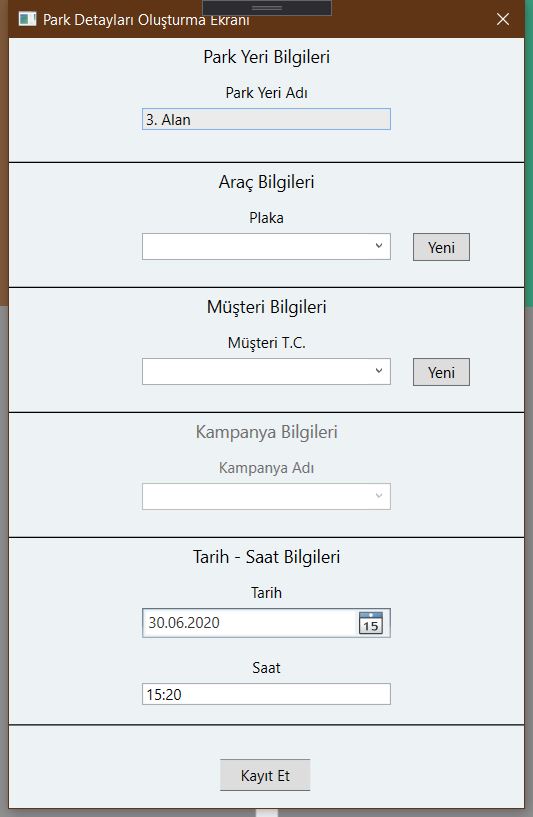 Park Detayları Oluşturma Ekranı
Park Yeri Bilgileri
Park Yeri Adı
3. Alan
Araç Bilgileri
Plaka
Yeni
Müşteri Bilgileri
Müşteri T.C.
Yeni
Kampanya Bilgileri
Kampanya Adı
Tarih - Saat Bilgileri
Tarih
30.06.2020
15
Saat
15:20
Kayıt Et